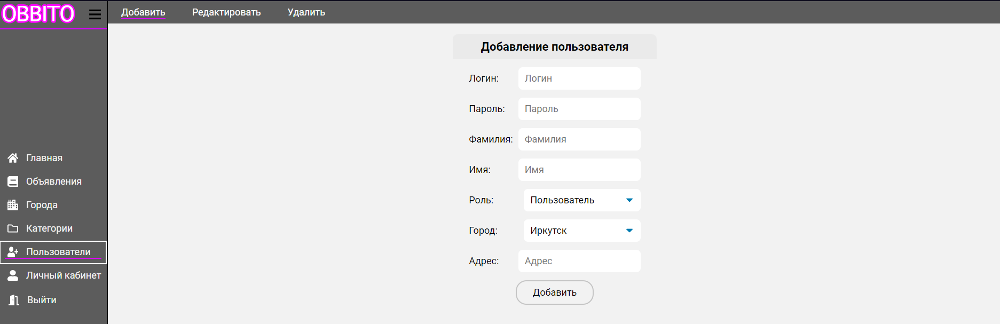 OBBITO
Добавить Редактировать Удалить
Главная
Объявления
Города
Категории
Пользователи
Личный кабинет
Выйти
Добавление пользователя
Логин: Логин
Пароль: Пароль
Фамилия: Фамилия
Имя: Имя
Роль: Пользователь
Город: Иркутск
Адрес: Адрес
Добавить